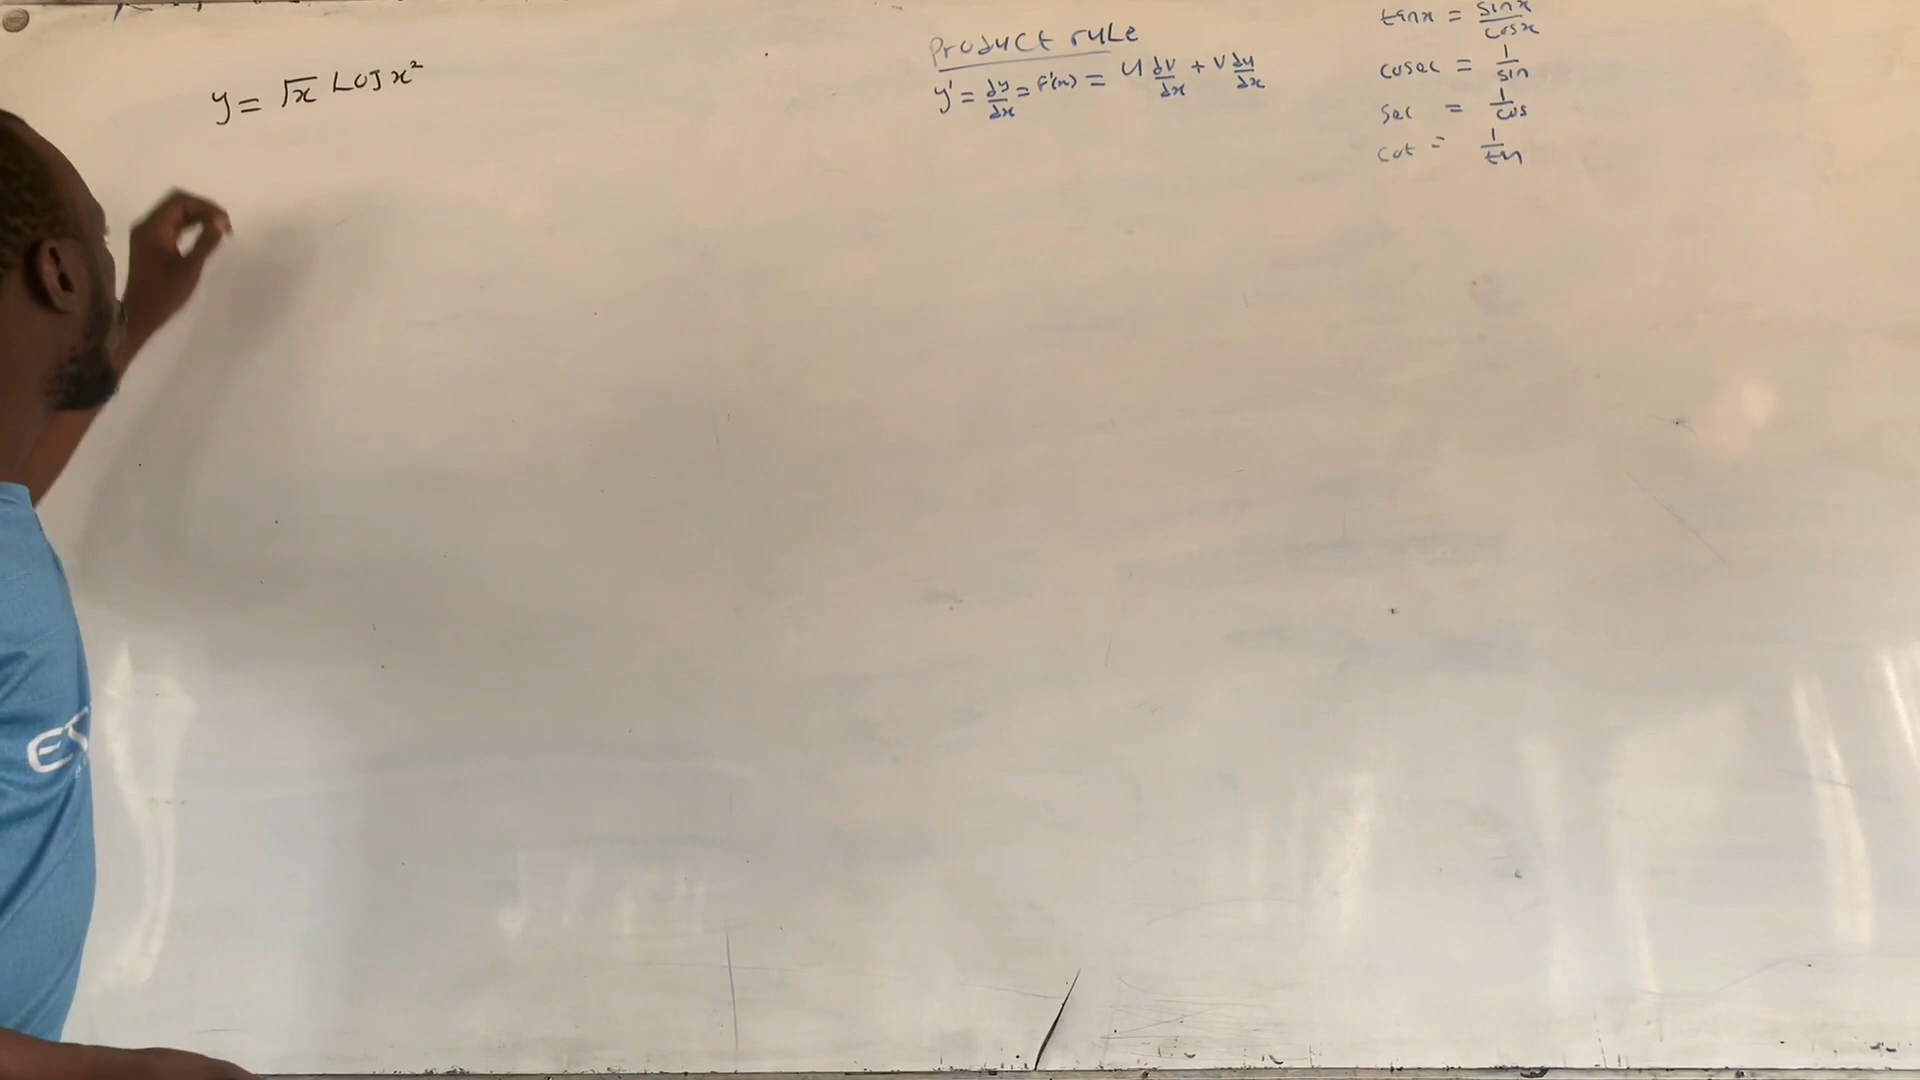 y = √x Log x²
Product rule
y' = dy/dx = F'(x) = U dv/dx + V du/dx
tanx = sinx/cosx
cosec = 1/sin
sec = 1/cos
cot = 1/tan